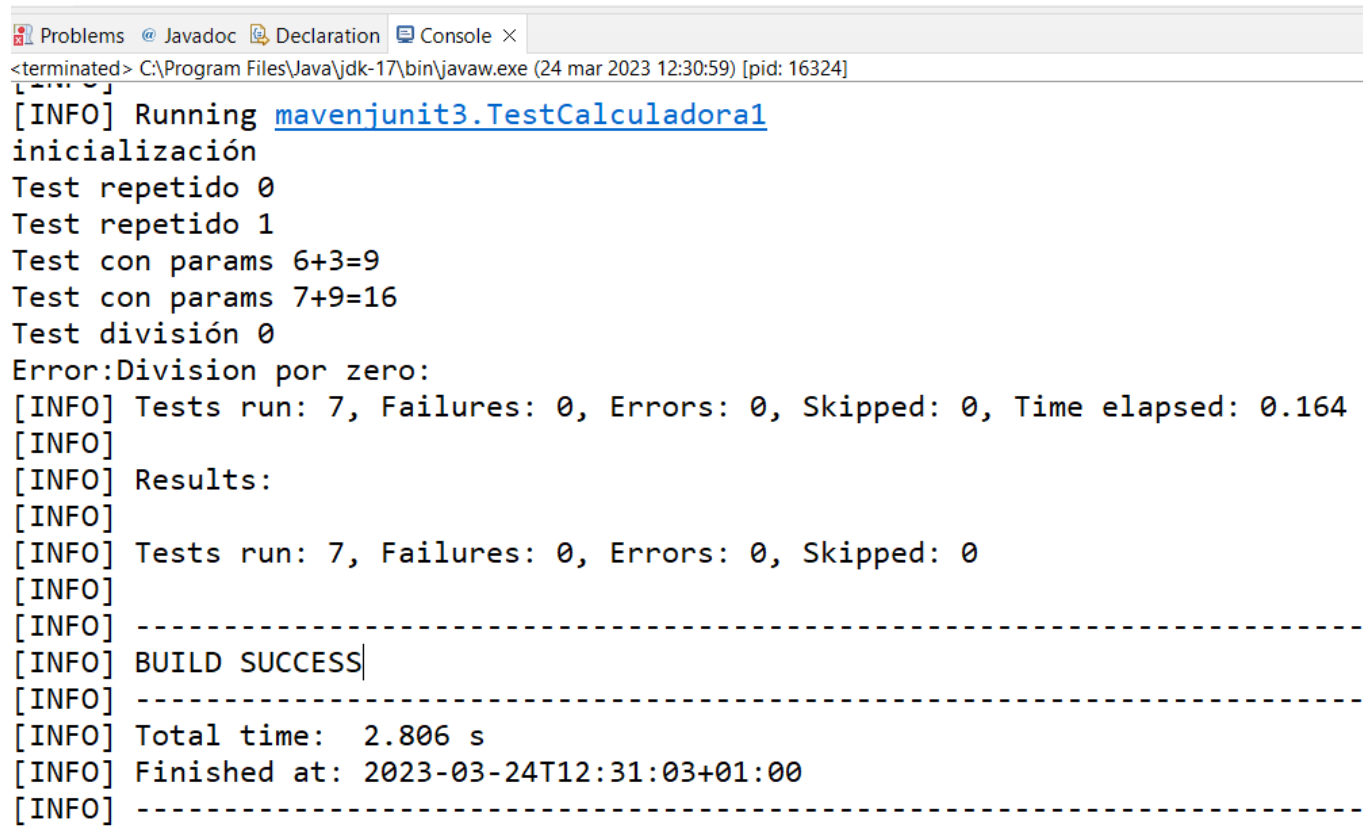 Problems @ Javadoc Declaration Console ×
<terminated> C:\Program Files\Java\jdk-17\bin\javaw.exe (24 mar 2023 12:30:59) [pid: 16324]
[INFO]
[INFO] Running mavenjunit3.TestCalculadora1
inicialización
Test repetido 0
Test repetido 1
Test con params 6+3=9
Test con params 7+9=16
Test división 0
Error:Division por zero:
[INFO] Tests run: 7, Failures: 0, Errors: 0, Skipped: 0, Time elapsed: 0.164
[INFO]
[INFO] Results:
[INFO]
[INFO] Tests run: 7, Failures: 0, Errors: 0, Skipped: 0
[INFO]
[INFO] ----------------------------------------------------------------------
[INFO] BUILD SUCCESS
[INFO] ----------------------------------------------------------------------
[INFO] Total time:  2.806 s
[INFO] Finished at: 2023-03-24T12:31:03+01:00
[INFO] ----------------------------------------------------------------------